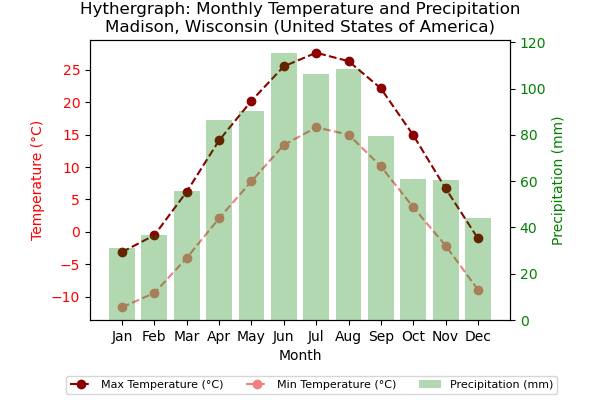 Hythergraph: Monthly Temperature and Precipitation
Madison, Wisconsin (United States of America)
Temperature (°C)
25
20
15
10
5
0
−5
−10
120
100
80
60
40
20
0
Precipitation (mm)
Jan Feb Mar Apr May Jun Jul Aug Sep Oct Nov Dec
Month
Max Temperature (°C) Min Temperature (°C) Precipitation (mm)